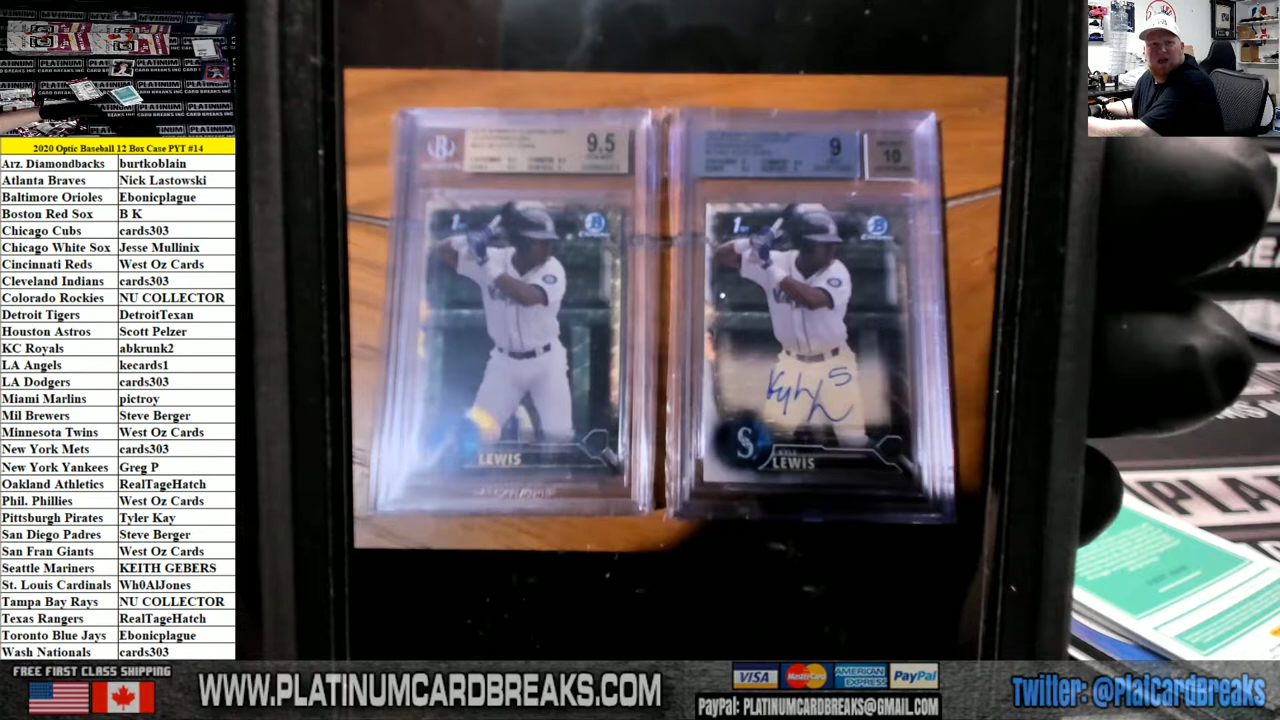 PLATINUM
CARD BREAKS INC
2020 Optic Baseball 12 Box Case PYT #14
Arz. Diamondbacks burtkoblain
Atlanta Braves Nick Lastowski
Baltimore Orioles Ebonicplague
Boston Red Sox B K
Chicago Cubs cards303
Chicago White Sox Jesse Mullinix
Cincinnati Reds West Oz Cards
Cleveland Indians cards303
Colorado Rockies NU COLLECTOR
Detroit Tigers DetroitTexan
Houston Astros Scott Pelzer
KC Royals abkrunk2
LA Angels kecards1
LA Dodgers cards303
Miami Marlins pictroy
Mil Brewers Steve Berger
Minnesota Twins West Oz Cards
New York Mets cards303
New York Yankees Greg P
Oakland Athletics RealTageHatch
Phil. Phillies West Oz Cards
Pittsburgh Pirates Tyler Kay
San Diego Padres Steve Berger
San Fran Giants West Oz Cards
Seattle Mariners KEITH GEBERS
St. Louis Cardinals Wh0AlJones
Tampa Bay Rays NU COLLECTOR
Texas Rangers RealTageHatch
Toronto Blue Jays Ebonicplague
Wash Nationals cards303
9.5
1st
B
LEWIS
9
10
1st
B
S
KYLE
LEWIS
FREE FIRST CLASS SHIPPING
WWW.PLATINUMCARDBREAKS.COM
VISA
MasterCard
AMERICAN EXPRESS
PayPal
PayPal: PLATINUMCARDBREAKS@GMAIL.COM
Twitter: @PlatCardBreaks